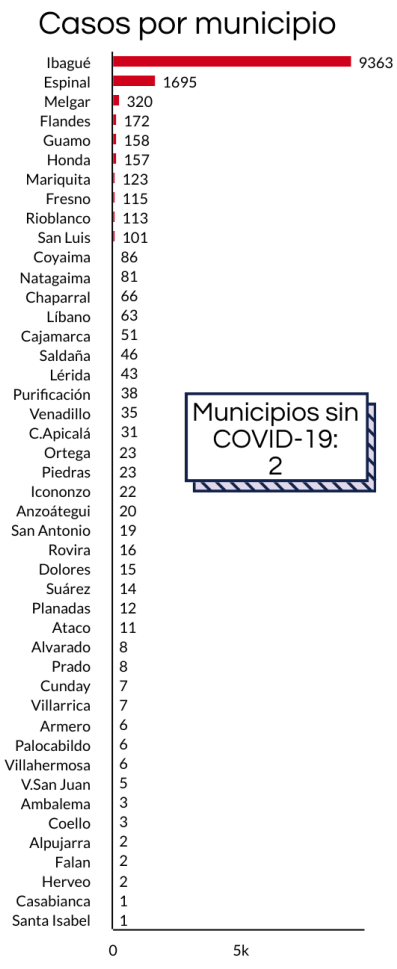 Casos por municipio
Ibagué 9363
Espinal 1695
Melgar 320
Flandes 172
Guamo 158
Honda 157
Mariquita 123
Fresno 115
Rioblanco 113
San Luis 101
Coyaima 86
Natagaima 81
Chaparral 66
Líbano 63
Cajamarca 51
Saldaña 46
Lérida 43
Purificación 38
Venadillo 35
C.Apicalá 31
Ortega 23
Piedras 23
Icononzo 22
Anzoátegui 20
San Antonio 19
Rovira 16
Dolores 15
Suárez 14
Planadas 12
Ataco 11
Alvarado 8
Prado 8
Cunday 7
Villarrica 7
Armero 6
Palocabildo 6
Villahermosa 6
V.San Juan 5
Ambalema 3
Coello 3
Alpujarra 2
Falan 2
Herveo 2
Casabianca 1
Santa Isabel 1
0 5k
Municipios sin
COVID-19:
2